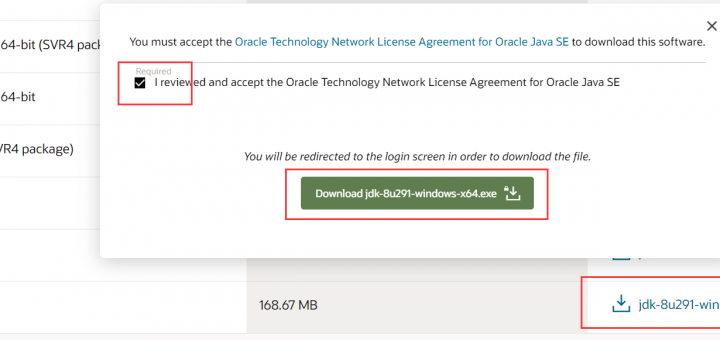 64-bit (SVR4 pack
You must accept the Oracle Technology Network License Agreement for Oracle Java SE to download this software.
Required
I reviewed and accept the Oracle Technology Network License Agreement for Oracle Java SE
64-bit
VR4 package)
You will be redirected to the login screen in order to download the file.
Download jdk-8u291-windows-x64.exe
168.67 MB
jdk-8u291-win